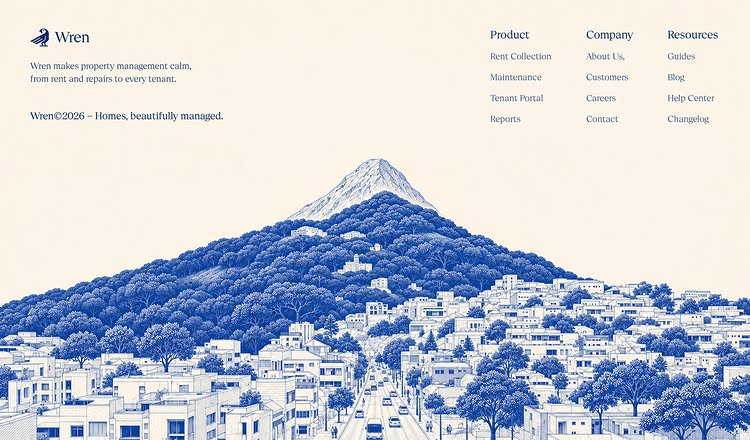 Wren
Wren makes property management calm,
from rent and repairs to every tenant.
Wren©2026 – Homes, beautifully managed.
Product
Rent Collection
Maintenance
Tenant Portal
Reports
Company
About Us,
Customers
Careers
Contact
Resources
Guides
Blog
Help Center
Changelog